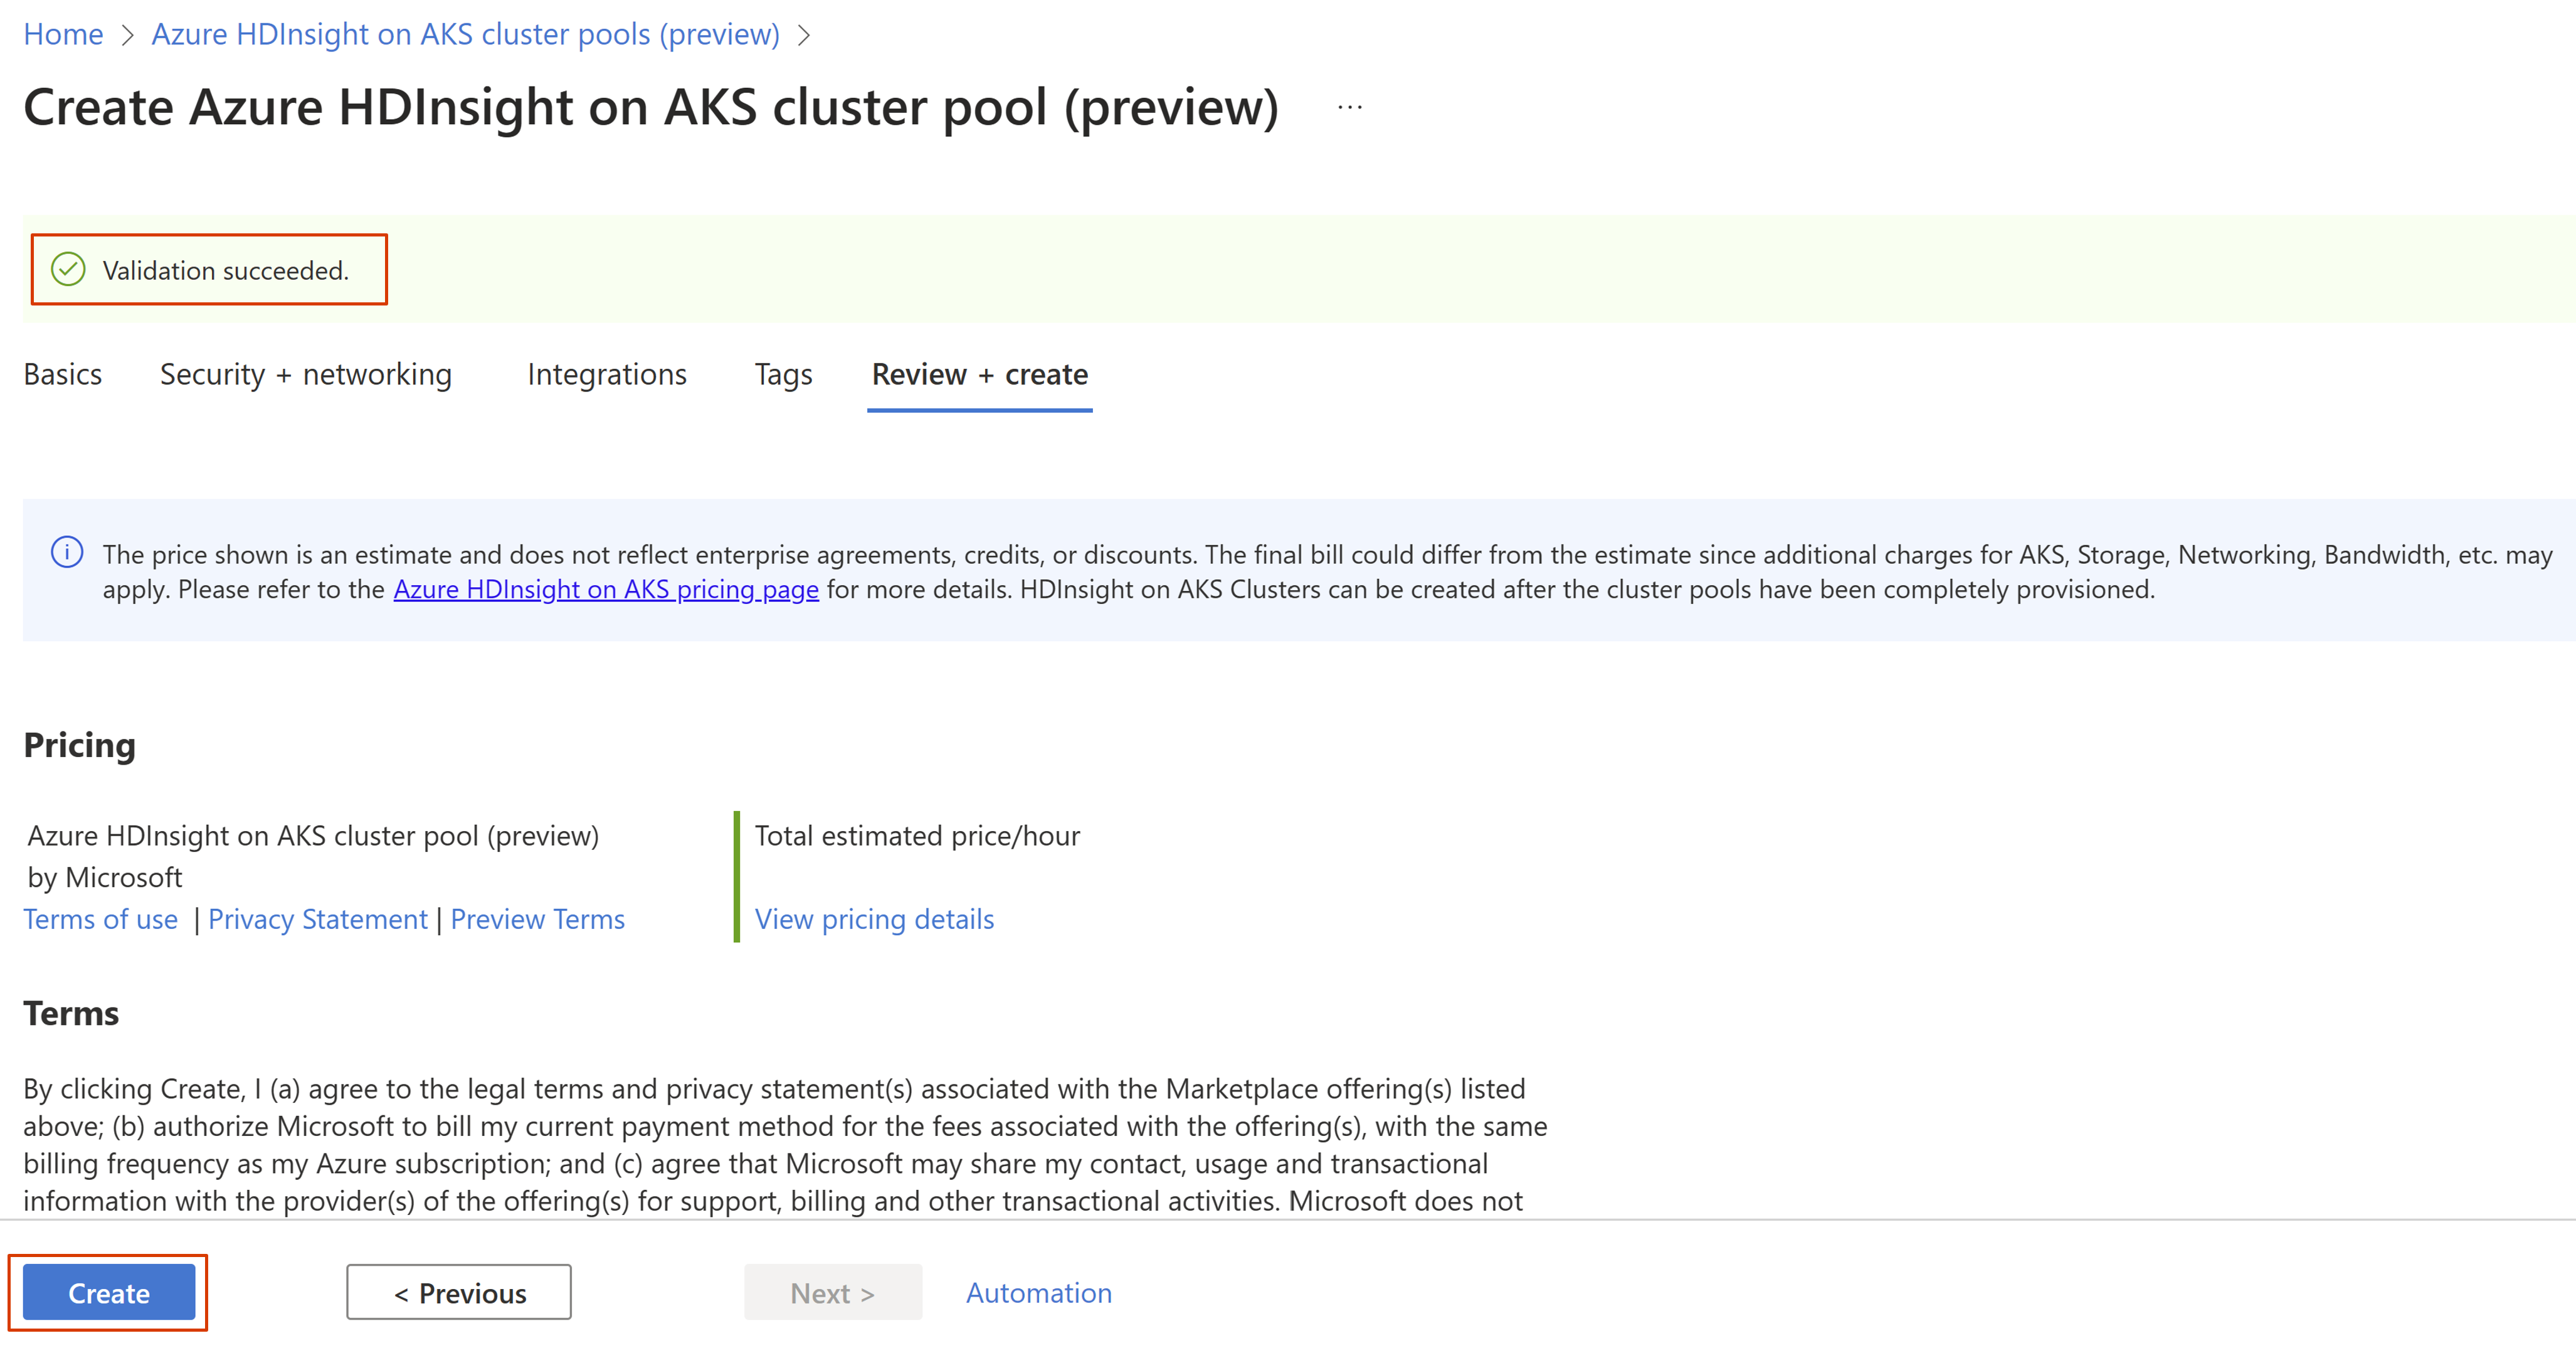 Home > Azure HDInsight on AKS cluster pools (preview) >
Create Azure HDInsight on AKS cluster pool (preview) ...
Validation succeeded.
Basics Security + networking Integrations Tags Review + create
The price shown is an estimate and does not reflect enterprise agreements, credits, or discounts. The final bill could differ from the estimate since additional charges for AKS, Storage, Networking, Bandwidth, etc. may
apply. Please refer to the Azure HDInsight on AKS pricing page for more details. HDInsight on AKS Clusters can be created after the cluster pools have been completely provisioned.
Pricing
Azure HDInsight on AKS cluster pool (preview)
by Microsoft
Terms of use | Privacy Statement | Preview Terms
Total estimated price/hour
View pricing details
Terms
By clicking Create, I (a) agree to the legal terms and privacy statement(s) associated with the Marketplace offering(s) listed
above; (b) authorize Microsoft to bill my current payment method for the fees associated with the offering(s), with the same
billing frequency as my Azure subscription; and (c) agree that Microsoft may share my contact, usage and transactional
information with the provider(s) of the offering(s) for support, billing and other transactional activities. Microsoft does not
Create < Previous Next > Automation